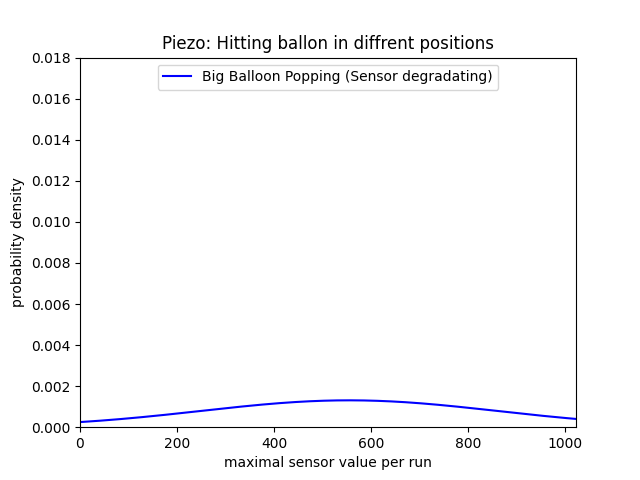 Piezo: Hitting ballon in diffrent positions
Big Balloon Popping (Sensor degradating)
probability density
0.018
0.016
0.014
0.012
0.010
0.008
0.006
0.004
0.002
0.000
0 200 400 600 800 1000
maximal sensor value per run